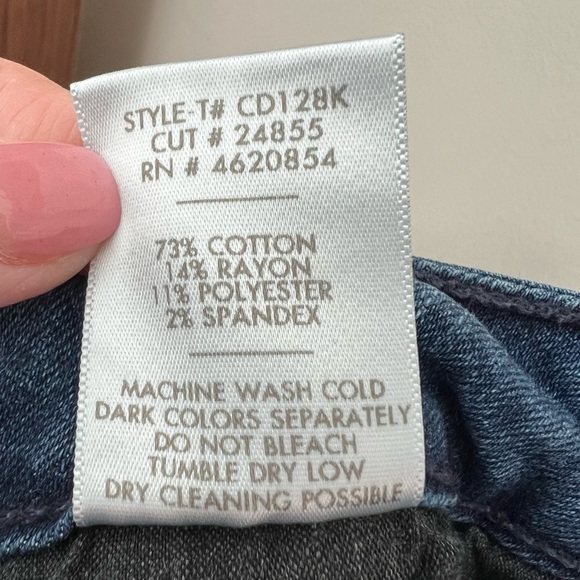 STYLE-T# CD128K
CUT # 24855
RN # 4620854
73% COTTON
14% RAYON
11% POLYESTER
2% SPANDEX
MACHINE WASH COLD
DARK COLORS SEPARATELY
DO NOT BLEACH
TUMBLE DRY LOW
DRY CLEANING POSSIBLE